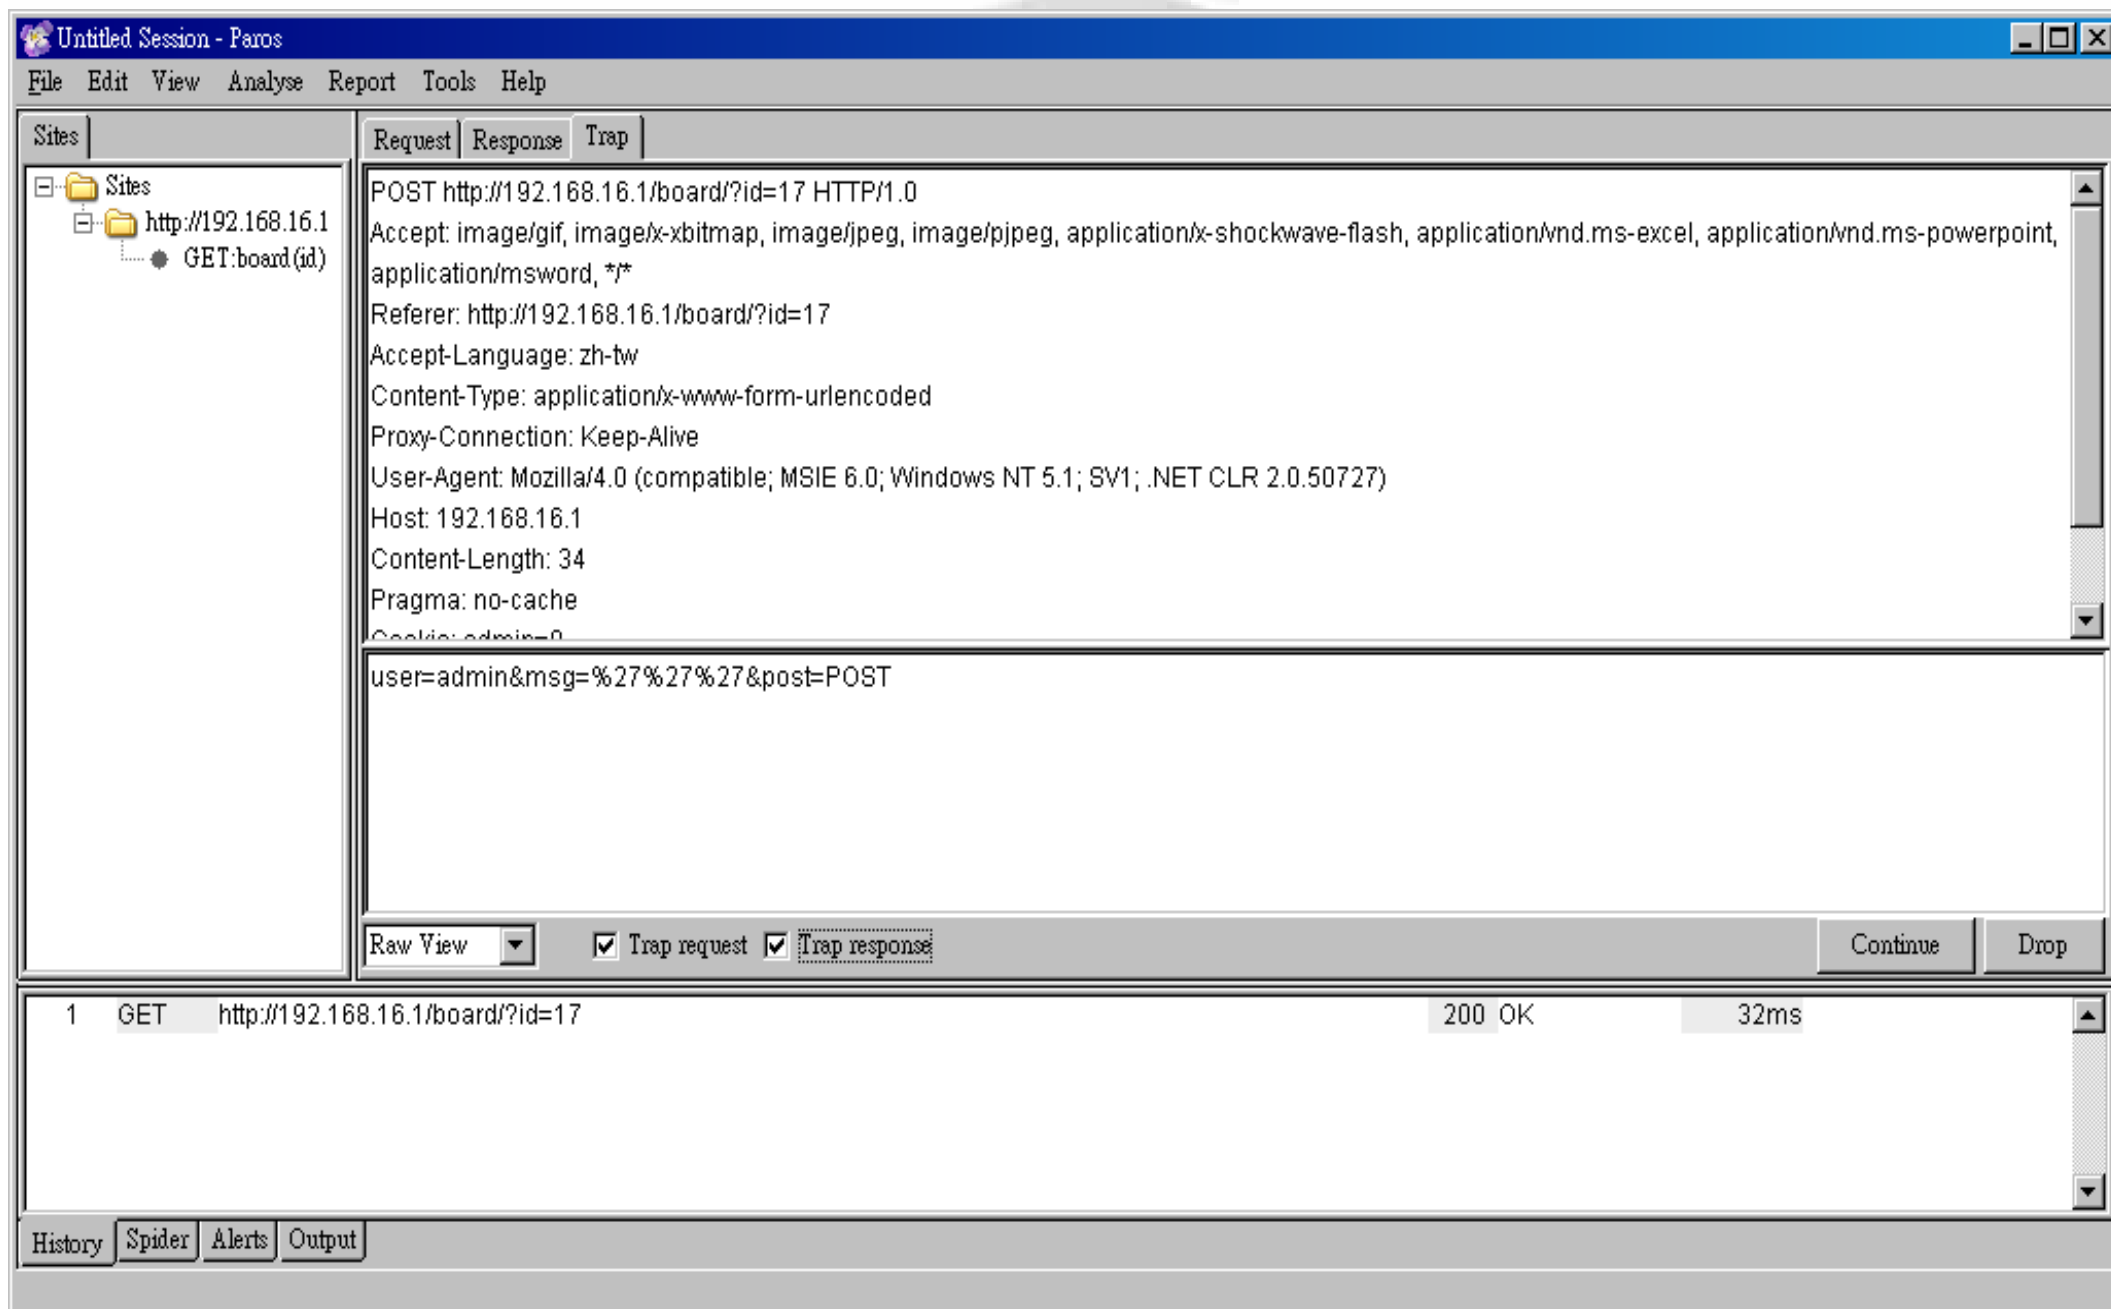 Untitled Session - Paros
File Edit View Analyse Report Tools Help
Sites
Request Response Trap
Sites
http://192.168.16.1
GET:board(id)
POST http://192.168.16.1/board/?id=17 HTTP/1.0
Accept: image/gif, image/x-xbitmap, image/jpeg, image/pjpeg, application/x-shockwave-flash, application/vnd.ms-excel, application/vnd.ms-powerpoint,
application/msword, */*
Referer: http://192.168.16.1/board/?id=17
Accept-Language: zh-tw
Content-Type: application/x-www-form-urlencoded
Proxy-Connection: Keep-Alive
User-Agent: Mozilla/4.0 (compatible; MSIE 6.0; Windows NT 5.1; SV1; .NET CLR 2.0.50727)
Host: 192.168.16.1
Content-Length: 34
Pragma: no-cache
Cookie: admin=0
user=admin&msg=%27%27%27&post=POST
Raw View Trap request Trap response Continue Drop
1 GET http://192.168.16.1/board/?id=17 200 OK 32ms
History Spider Alerts Output